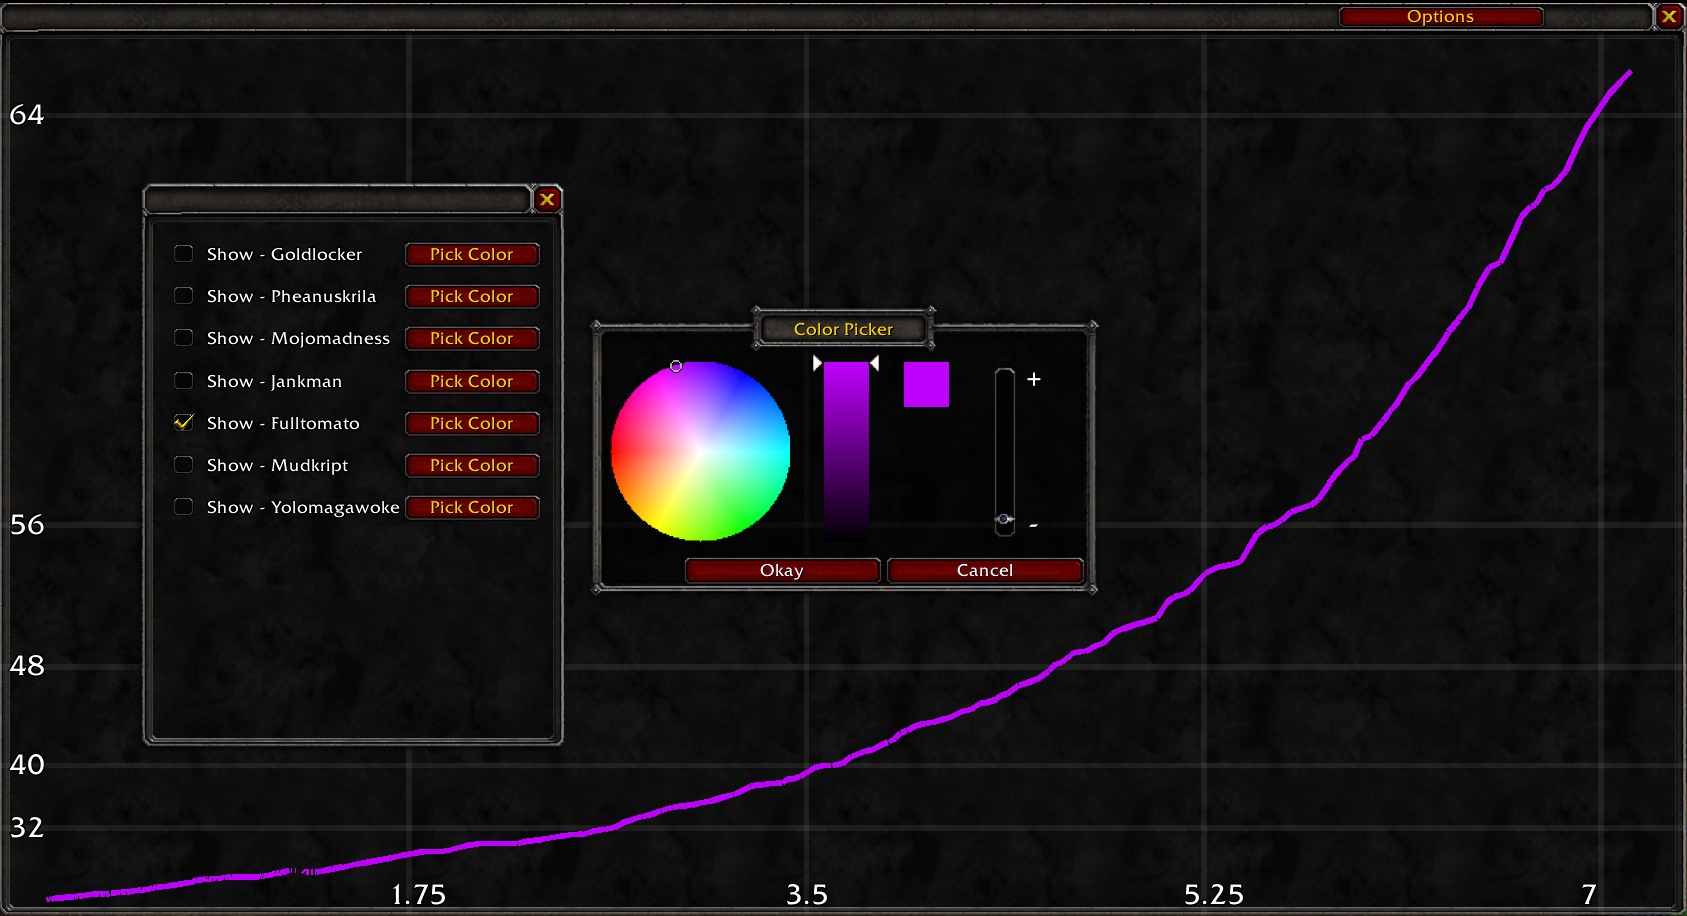 Options
64
Show - Goldlocker Pick Color
Show - Pheanuskrila Pick Color
Show - Mojomadness Pick Color
Show - Jankman Pick Color
Show - Fulltomato Pick Color
Show - Mudkript Pick Color
Show - Yolomagawoke Pick Color
Color Picker
+
-
Okay Cancel
56
48
40
32
1.75 3.5 5.25 7